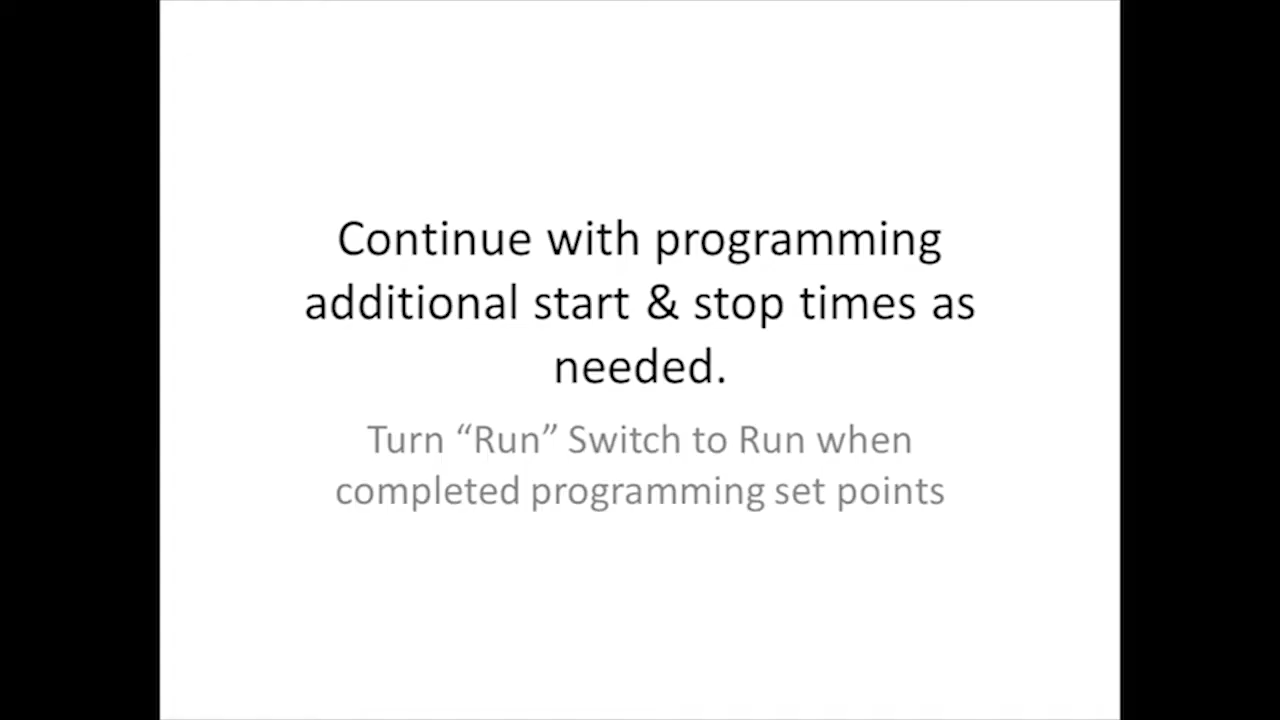 Continue with programming
additional start & stop times as
needed.
Turn “Run” Switch to Run when
completed programming set points